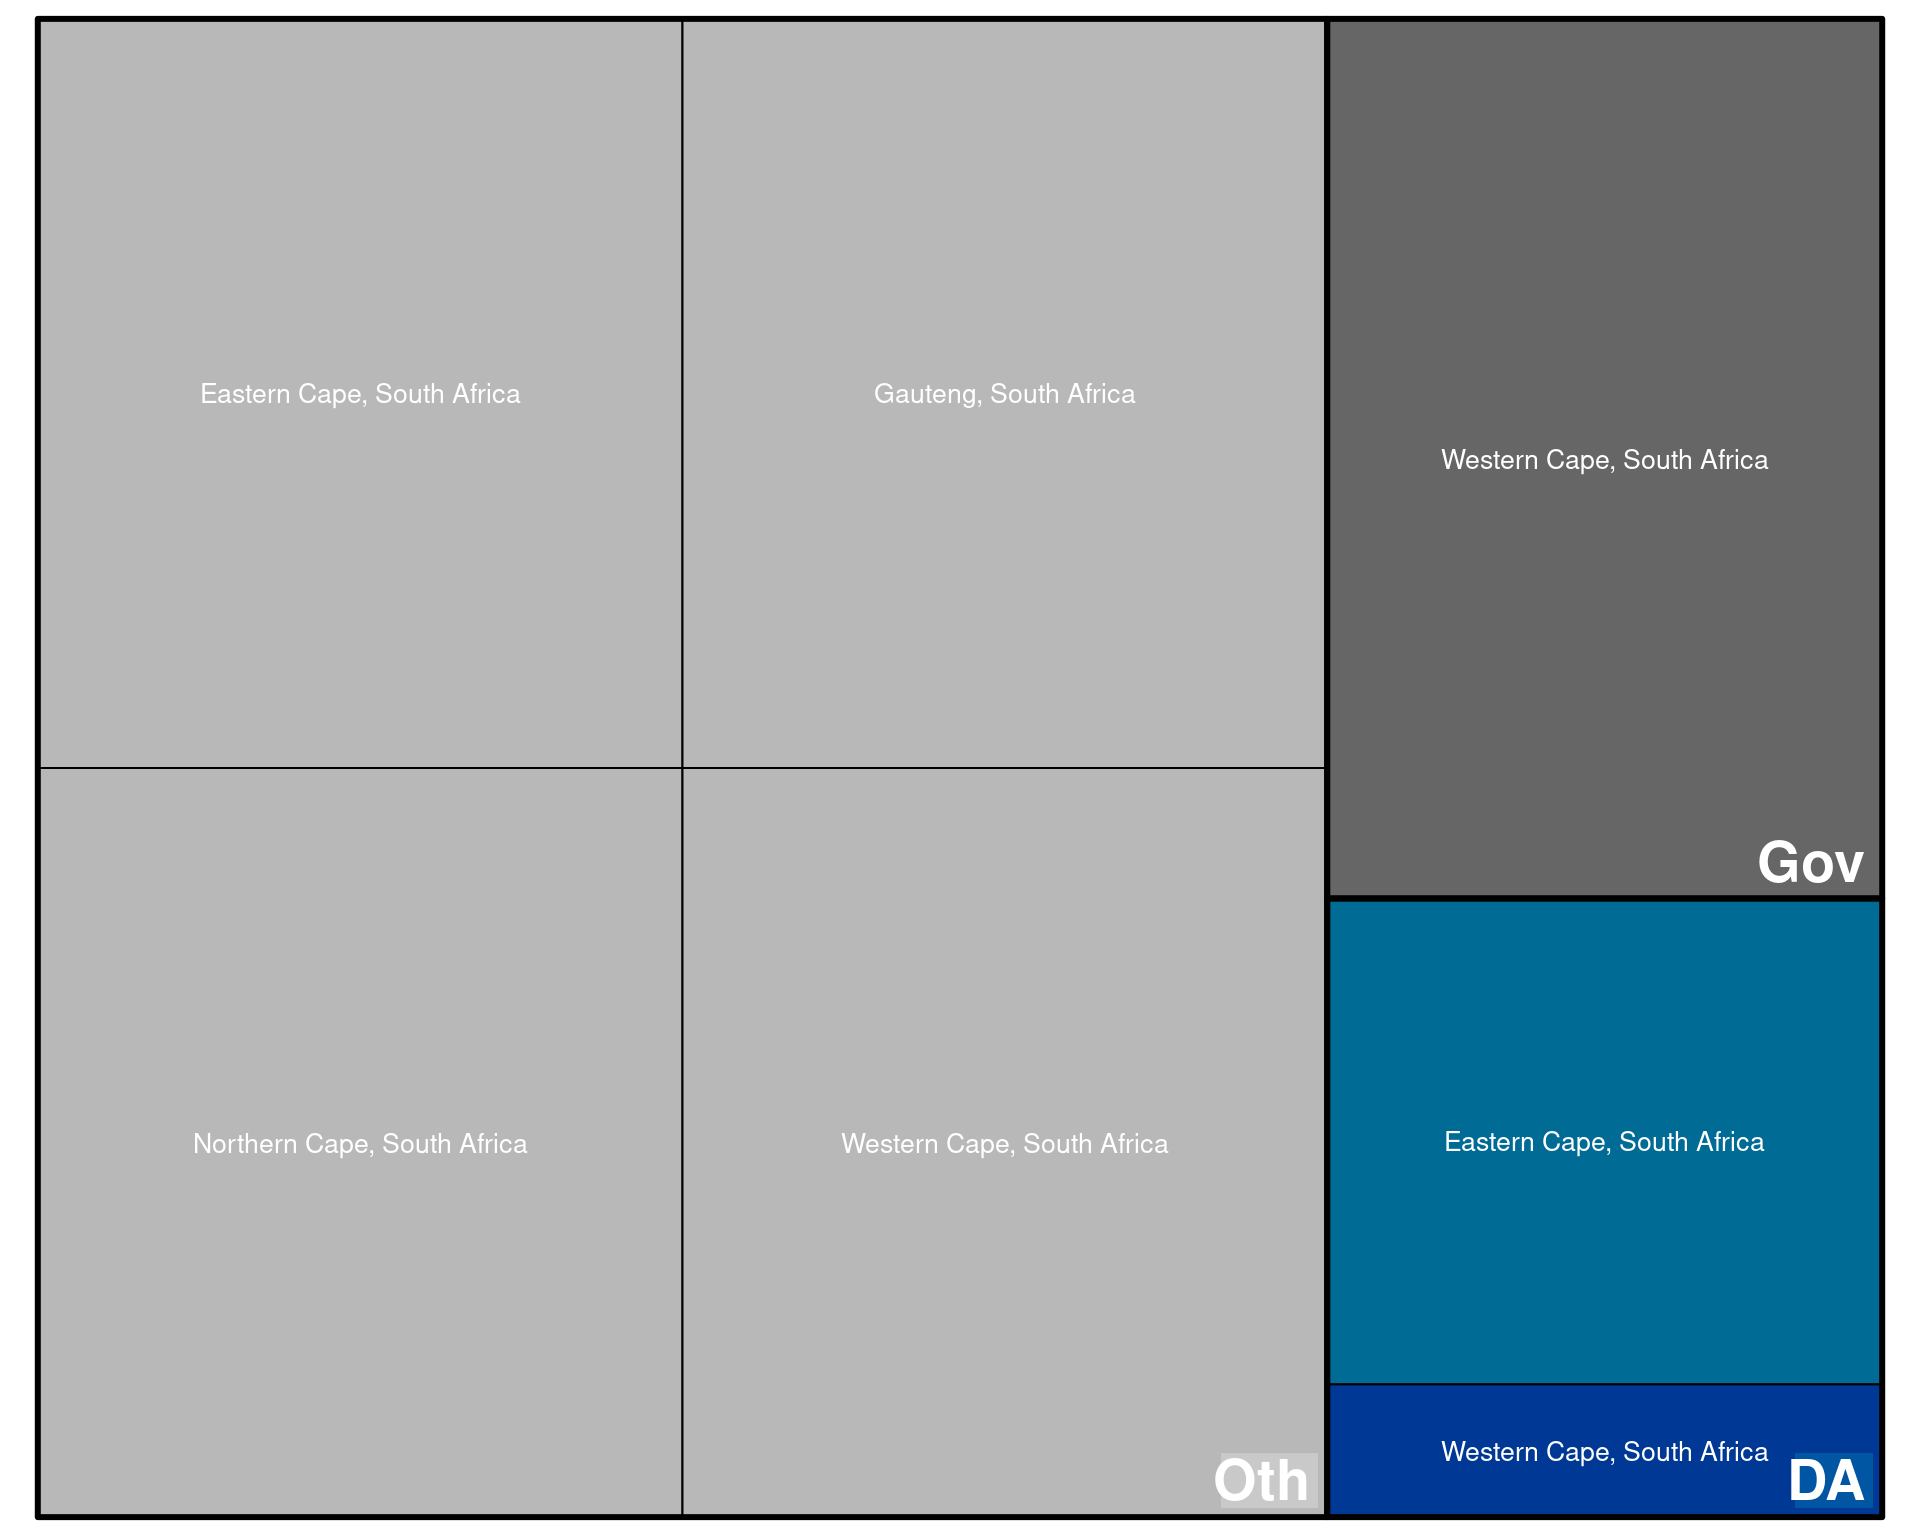 Eastern Cape, South Africa
Gauteng, South Africa
Northern Cape, South Africa
Western Cape, South Africa
Oth
Western Cape, South Africa
Gov
Eastern Cape, South Africa
Western Cape, South Africa
DA